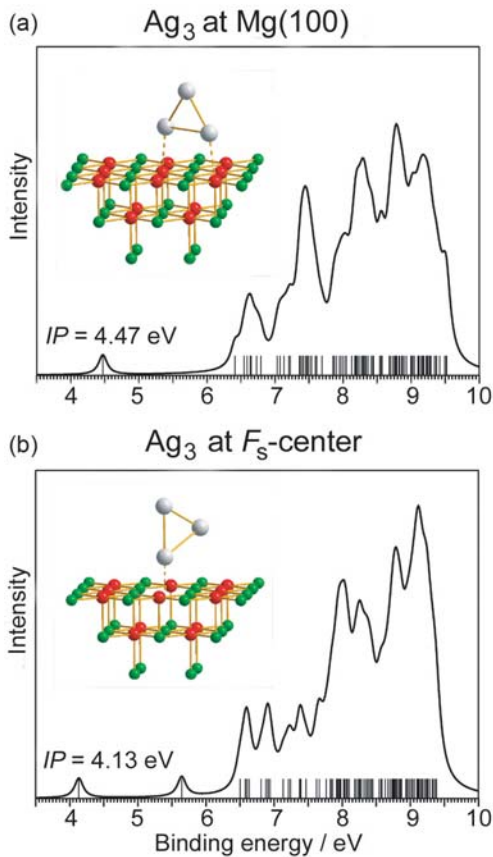 (a) Ag₃ at Mg(100)
Intensity
IP = 4.47 eV
4 5 6 7 8 9 10
(b) Ag₃ at Fₛ-center
Intensity
IP = 4.13 eV
4 5 6 7 8 9 10
Binding energy / eV